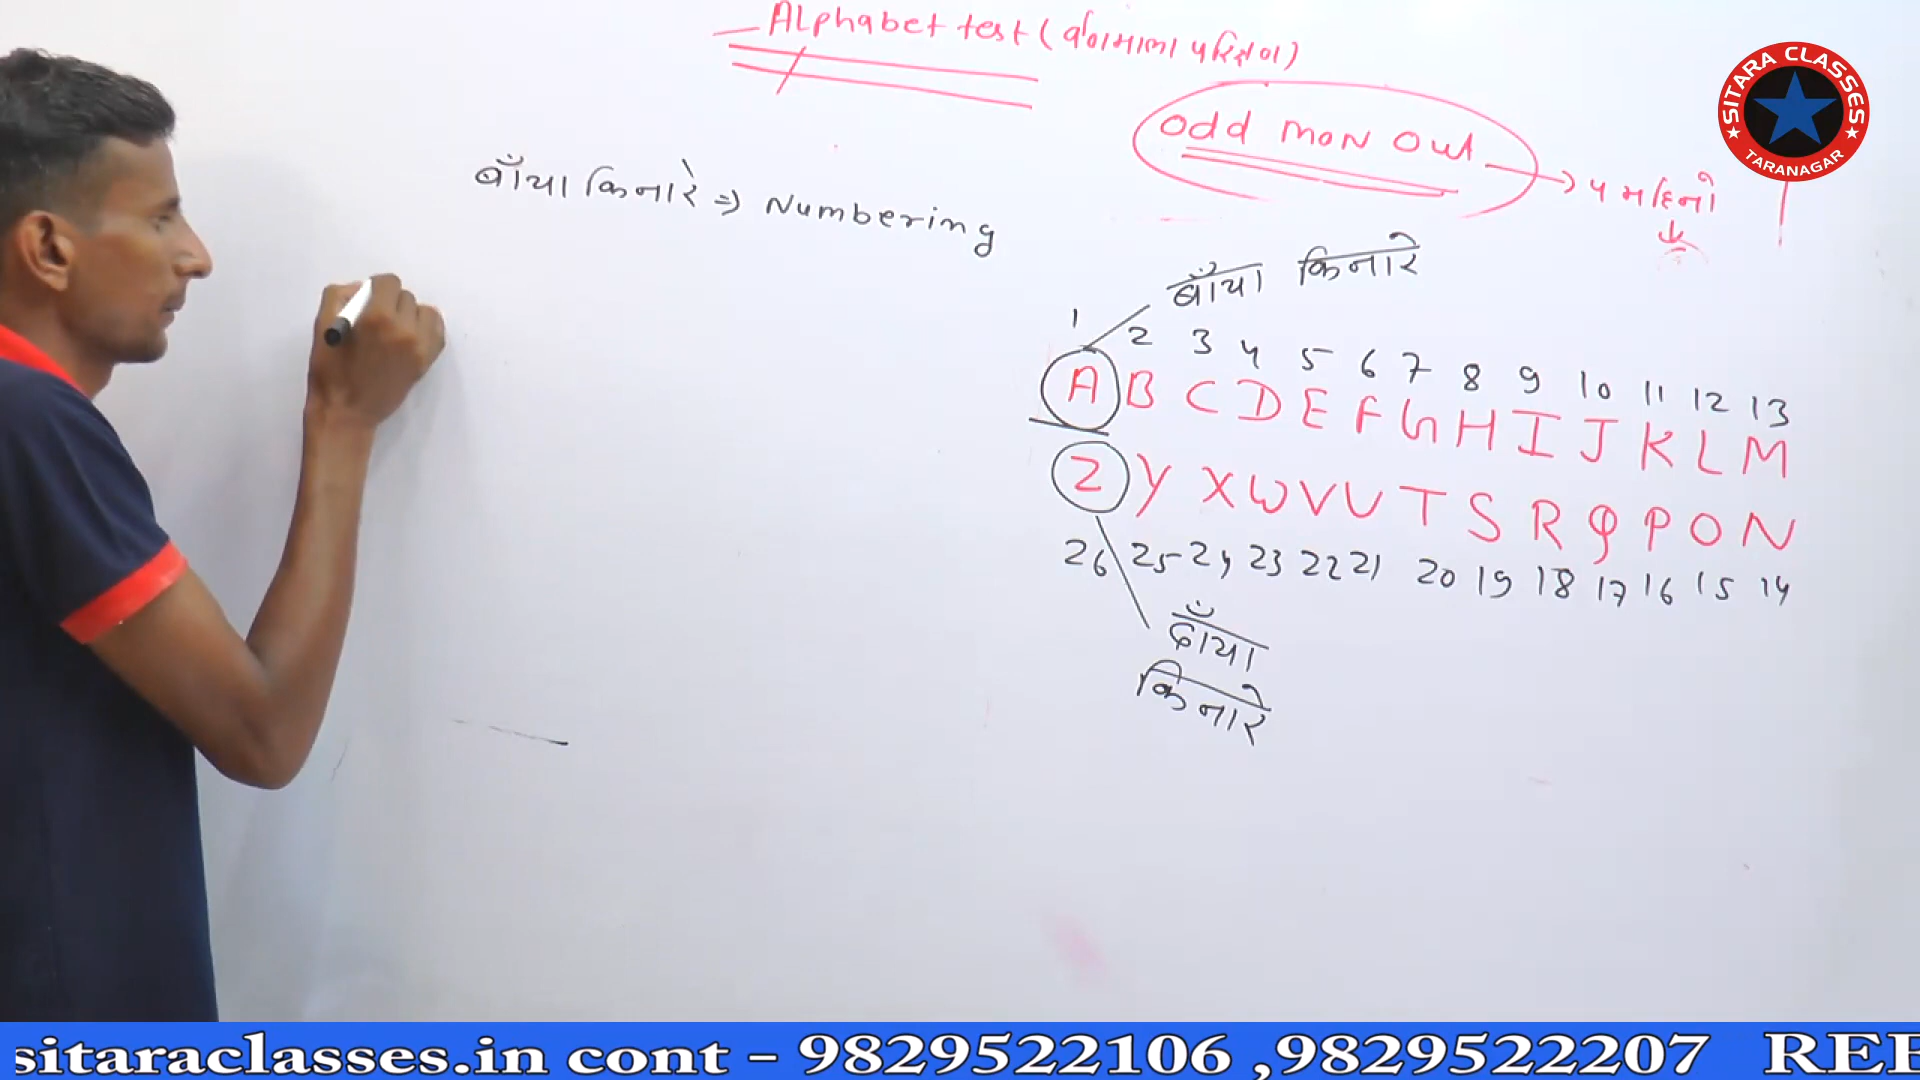 Alphabet test (वर्णमाला परिक्षण)
Odd man Out → 4 महिनो
SITARA CLASSES
TARANAGAR
बाँया किनारे ⇒ Numbering
बाँया किनारे
1 2 3 4 5 6 7 8 9 10 11 12 13
A B C D E F G H I J K L M
Z Y X W V U T S R Q P O N
26 25 24 23 22 21 20 19 18 17 16 15 14
दाँया
किनारे
sitaraclasses.in cont - 9829522106 ,9829522207